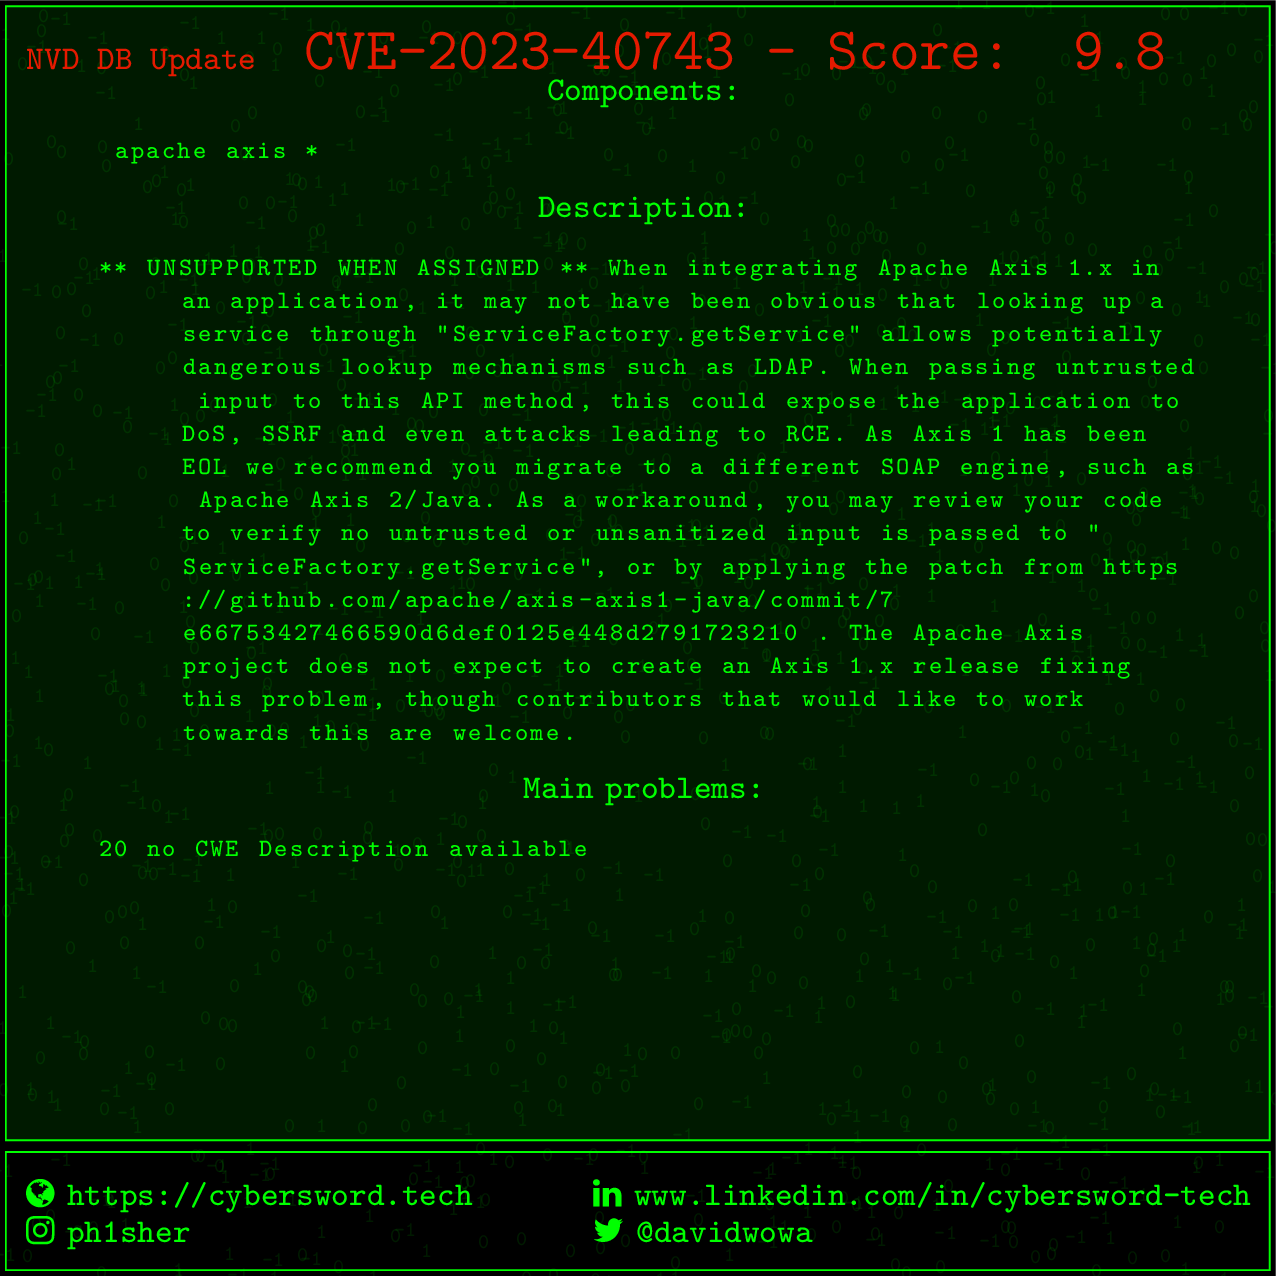 NVD DB Update CVE-2023-40743 - Score: 9.8
Components:
apache axis *
Description:
** UNSUPPORTED WHEN ASSIGNED ** When integrating Apache Axis 1.x in
an application, it may not have been obvious that looking up a
service through "ServiceFactory.getService" allows potentially
dangerous lookup mechanisms such as LDAP. When passing untrusted
input to this API method, this could expose the application to
DoS, SSRF and even attacks leading to RCE. As Axis 1 has been
EOL we recommend you migrate to a different SOAP engine, such as
Apache Axis 2/Java. As a workaround, you may review your code
to verify no untrusted or unsanitized input is passed to "
ServiceFactory.getService", or by applying the patch from https
://github.com/apache/axis-axis1-java/commit/7
e66753427466590d6def0125e448d2791723210 . The Apache Axis
project does not expect to create an Axis 1.x release fixing
this problem, though contributors that would like to work
towards this are welcome.
Main problems:
20 no CWE Description available
https://cybersword.tech
www.linkedin.com/in/cybersword-tech
ph1sher
@davidwowa